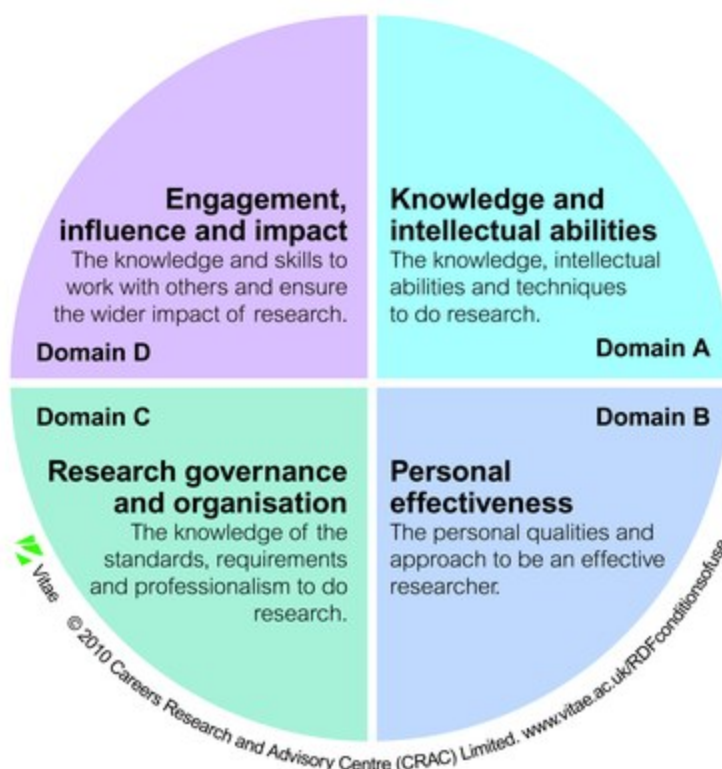 Engagement,
influence and impact
The knowledge and skills to
work with others and ensure
the wider impact of research.
Domain D
Knowledge and
intellectual abilities
The knowledge, intellectual
abilities and techniques
to do research.
Domain A
Domain C
Research governance
and organisation
The knowledge of the
standards, requirements
and professionalism to do
research.
Domain B
Personal
effectiveness
The personal qualities and
approach to be an effective
researcher.
Vitae © 2010 Careers Research and Advisory Centre (CRAC) Limited. www.vitae.ac.uk/RDFconditionsofuse